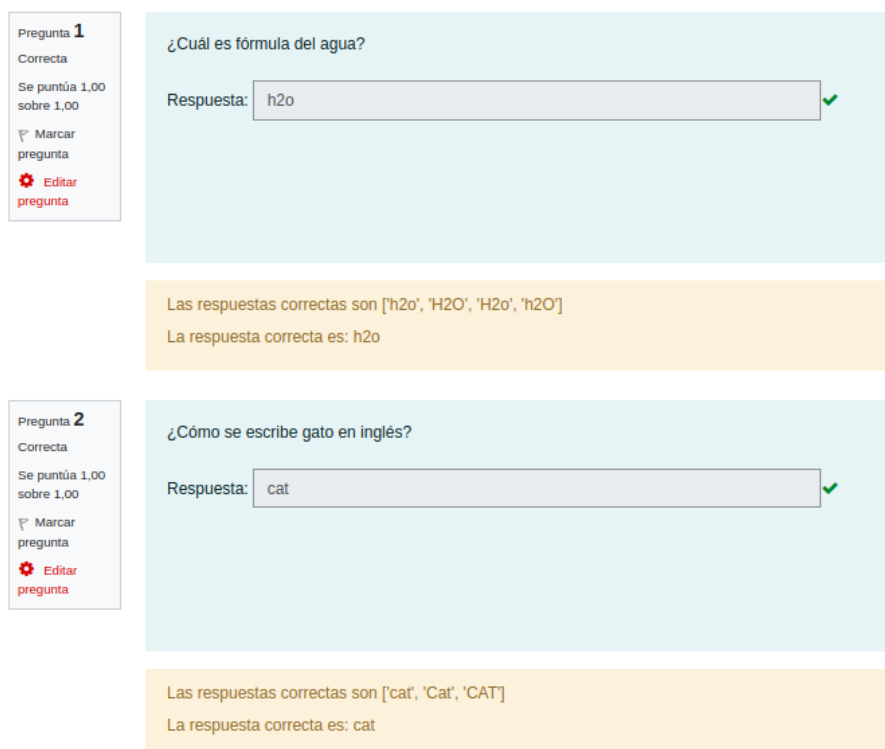 Pregunta 1
Correcta
Se puntúa 1,00
sobre 1,00
Marcar
pregunta
Editar
pregunta
¿Cuál es fórmula del agua?
Respuesta: h2o
Las respuestas correctas son ['h2o', 'H2O', 'H2o', 'h2O']
La respuesta correcta es: h2o
Pregunta 2
Correcta
Se puntúa 1,00
sobre 1,00
Marcar
pregunta
Editar
pregunta
¿Cómo se escribe gato en inglés?
Respuesta: cat
Las respuestas correctas son ['cat', 'Cat', 'CAT']
La respuesta correcta es: cat